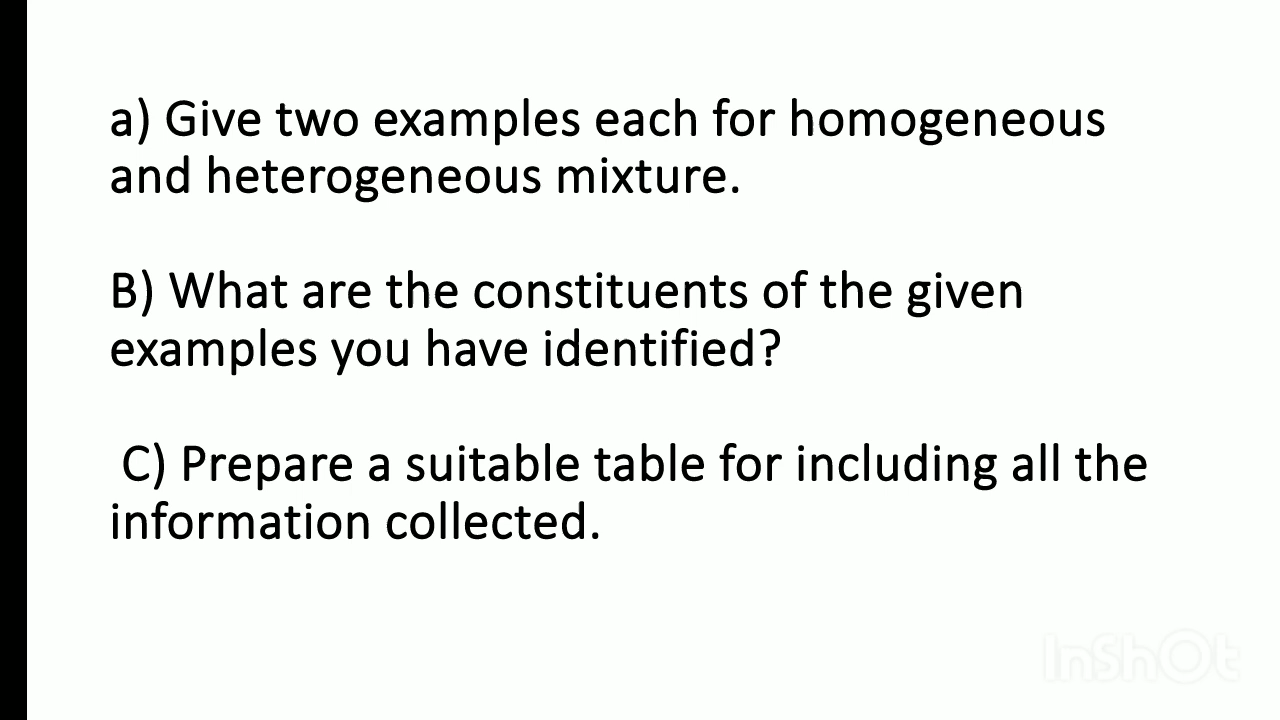 a) Give two examples each for homogeneous
and heterogeneous mixture.
B) What are the constituents of the given
examples you have identified?
C) Prepare a suitable table for including all the
information collected.
InShOt